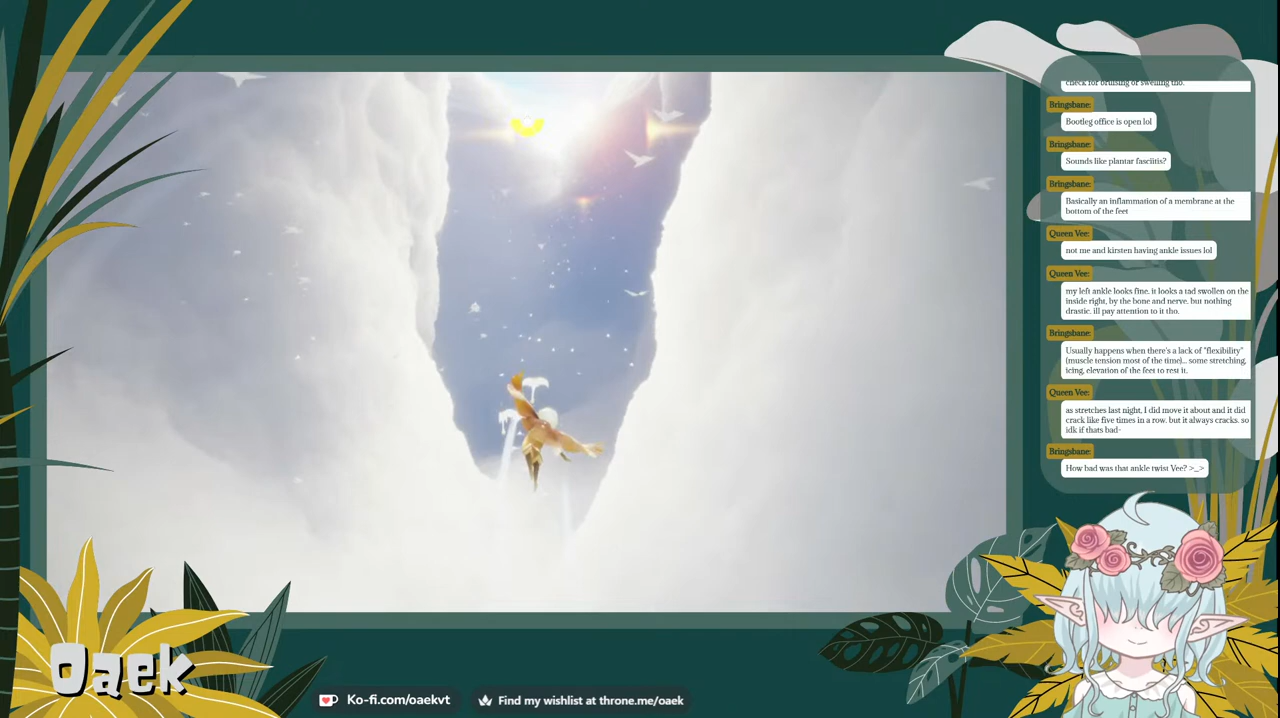 check for bruising or swelling tho.
Bringsbane:
Bootleg office is open lol
Bringsbane:
Sounds like plantar fasciitis?
Bringsbane:
Basically an inflammation of a membrane at the
bottom of the feet
Queen Vee:
not me and kirsten having ankle issues lol
Queen Vee:
my left ankle looks fine. it looks a tad swollen on the
inside right, by the bone and nerve. but nothing
drastic. ill pay attention to it tho.
Bringsbane:
Usually happens when there's a lack of "flexibility"
(muscle tension most of the time)... some stretching,
icing, elevation of the feet to rest it.
Queen Vee:
as stretches last night, I did move it about and it did
crack like five times in a row. but it always cracks. so
idk if thats bad-
Bringsbane:
How bad was that ankle twist Vee? >_>
Oaek
Ko-fi.com/oaekvt
Find my wishlist at throne.me/oaek